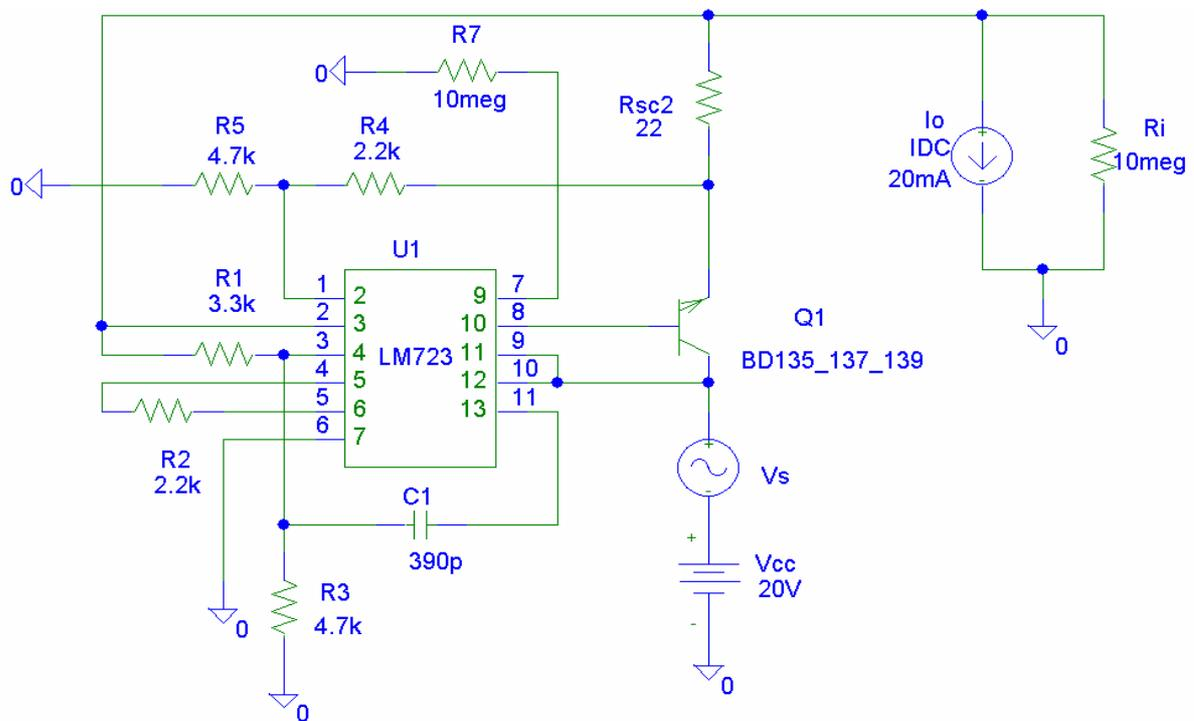 R7
0
10meg
Rsc2
22
Io
IDC
20mA
Ri
10meg
R5
4.7k
R4
2.2k
0
U1
R1
3.3k
1 2 9 7
2 3 10 8
3 4 LM723 11 9
4 5 12 10
5 6 13 11
6 7
Q1
BD135_137_139
0
R2
2.2k
C1
390p
+
-
Vs
+
Vcc
20V
-
R3
4.7k
0
0
0
+
-